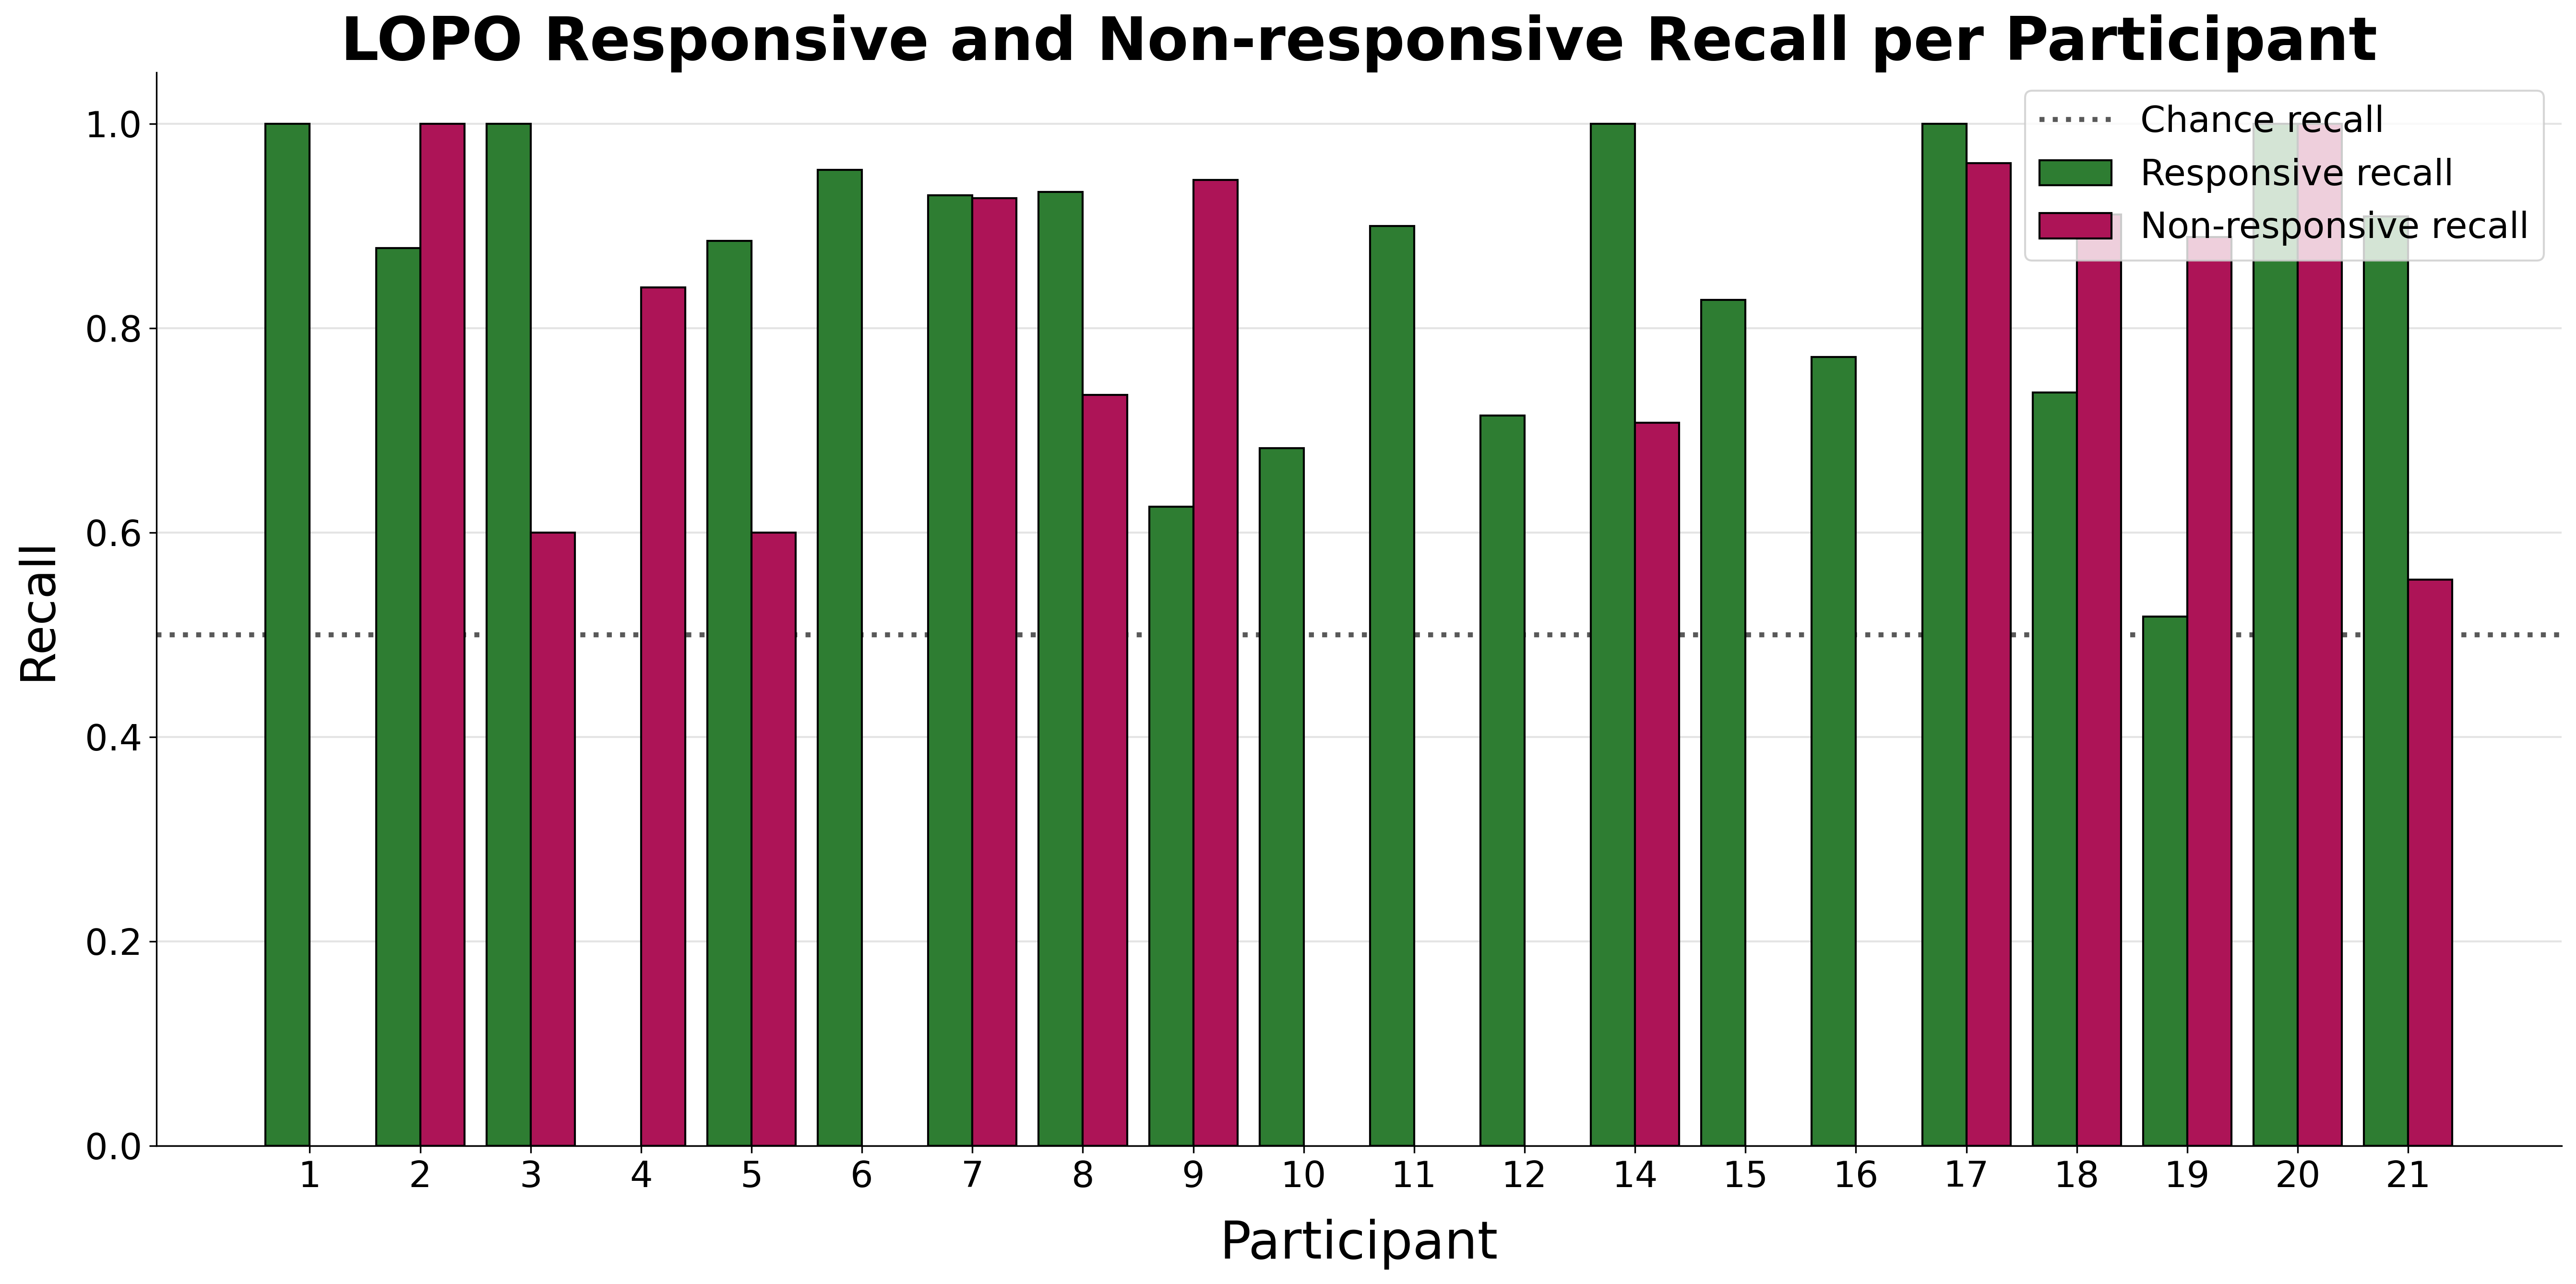 LOPO Responsive and Non-responsive Recall per Participant
Chance recall
Responsive recall
Non-responsive recall
1.0
0.8
0.6
0.4
0.2
0.0
Recall
1 2 3 4 5 6 7 8 9 10 11 12 14 15 16 17 18 19 20 21
Participant